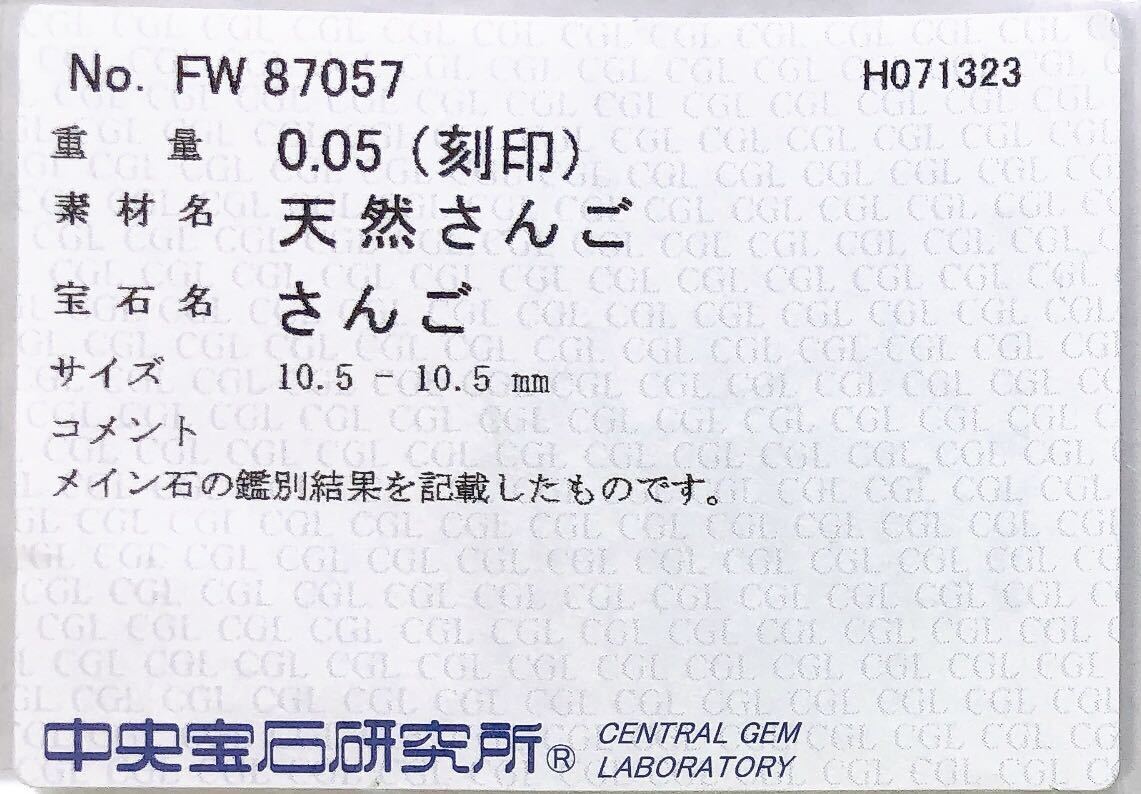 No. FW 87057 H071323
重量 0.05 (刻印)
素材名 天然さんご
宝石名 さんご
サイズ 10.5 - 10.5 mm
コメント
メイン石の鑑別結果を記載したものです。
中央宝石研究所® CENTRAL GEM
LABORATORY